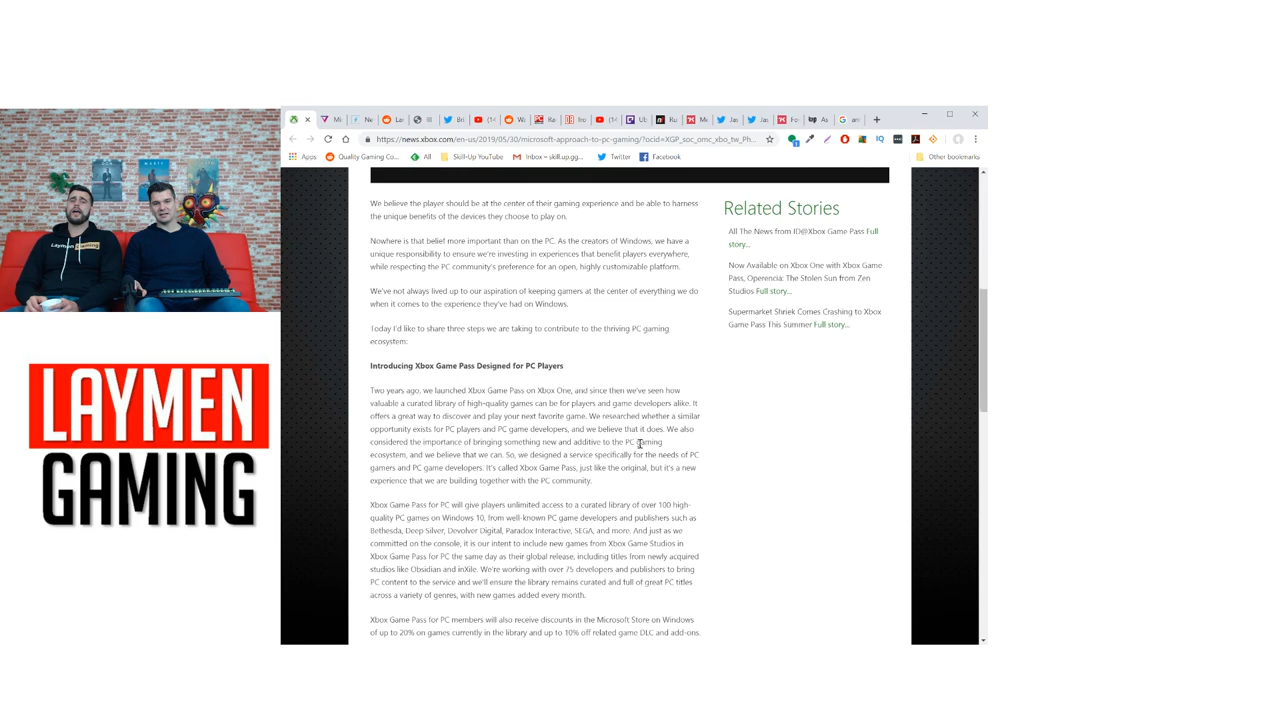 https://news.xbox.com/en-us/2019/05/30/microsoft-approach-to-pc-gaming/?ocid=XGP_soc_omc_xbo_tw_Ph...
Apps Quality Gaming Co... All Skill-Up YouTube Inbox – skill.up.gg... Twitter Facebook Other bookmarks
We believe the player should be at the center of their gaming experience and be able to harness
the unique benefits of the devices they choose to play on.
Nowhere is that belief more important than on the PC. As the creators of Windows, we have a
unique responsibility to ensure we're investing in experiences that benefit players everywhere,
while respecting the PC community's preference for an open, highly customizable platform.
We've not always lived up to our aspiration of keeping gamers at the center of everything we do
when it comes to the experience they've had on Windows.
Today I'd like to share three steps we are taking to contribute to the thriving PC gaming
ecosystem:
Introducing Xbox Game Pass Designed for PC Players
Two years ago, we launched Xbox Game Pass on Xbox One, and since then we've seen how
valuable a curated library of high-quality games can be for players and game developers alike. It
offers a great way to discover and play your next favorite game. We researched whether a similar
opportunity exists for PC players and PC game developers, and we believe that it does. We also
considered the importance of bringing something new and additive to the PC gaming
ecosystem, and we believe that we can. So, we designed a service specifically for the needs of PC
gamers and PC game developers. It's called Xbox Game Pass, just like the original, but it's a new
experience that we are building together with the PC community.
Xbox Game Pass for PC will give players unlimited access to a curated library of over 100 high-
quality PC games on Windows 10, from well-known PC game developers and publishers such as
Bethesda, Deep Silver, Devolver Digital, Paradox Interactive, SEGA, and more. And just as we
committed on the console, it is our intent to include new games from Xbox Game Studios in
Xbox Game Pass for PC the same day as their global release, including titles from newly acquired
studios like Obsidian and inXile. We're working with over 75 developers and publishers to bring
PC content to the service and we'll ensure the library remains curated and full of great PC titles
across a variety of genres, with new games added every month.
Xbox Game Pass for PC members will also receive discounts in the Microsoft Store on Windows
of up to 20% on games currently in the library and up to 10% off related game DLC and add-ons.
Related Stories
All The News from ID@Xbox Game Pass Full
story...
Now Available on Xbox One with Xbox Game
Pass, Operencia: The Stolen Sun from Zen
Studios Full story...
Supermarket Shriek Comes Crashing to Xbox
Game Pass This Summer Full story...
LAYMEN
GAMING